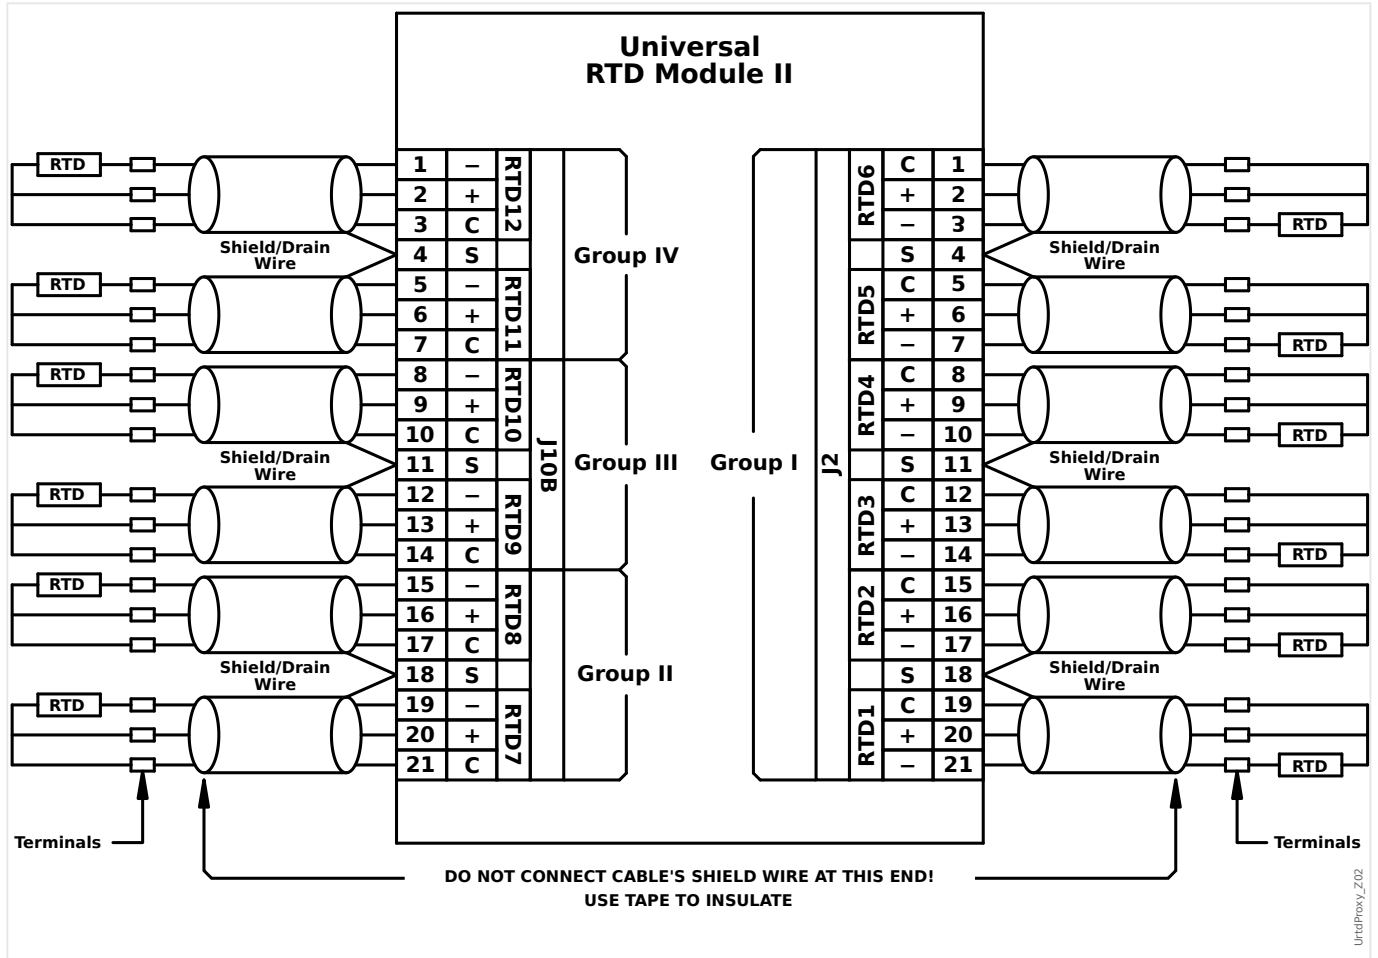 Universal
RTD Module II
RTD 1 − RTD12 RTD6 C 1
2 + + 2
3 C − 3 RTD
Shield/Drain Wire 4 S Group IV S 4 Shield/Drain Wire
RTD 5 − RTD11 RTD5 C 5
6 + + 6
7 C − 7 RTD
RTD 8 − RTD10 RTD4 C 8
9 + + 9
10 C − 10 RTD
Shield/Drain Wire 11 S J10B Group III Group I J2 S 11 Shield/Drain Wire
RTD 12 − RTD9 RTD3 C 12
13 + + 13
14 C − 14 RTD
RTD 15 − RTD8 RTD2 C 15
16 + + 16
17 C − 17 RTD
Shield/Drain Wire 18 S Group II S 18 Shield/Drain Wire
RTD 19 − RTD7 RTD1 C 19
20 + + 20
21 C − 21 RTD
Terminals Terminals
DO NOT CONNECT CABLE'S SHIELD WIRE AT THIS END!
USE TAPE TO INSULATE
UrtdProxy_Z02